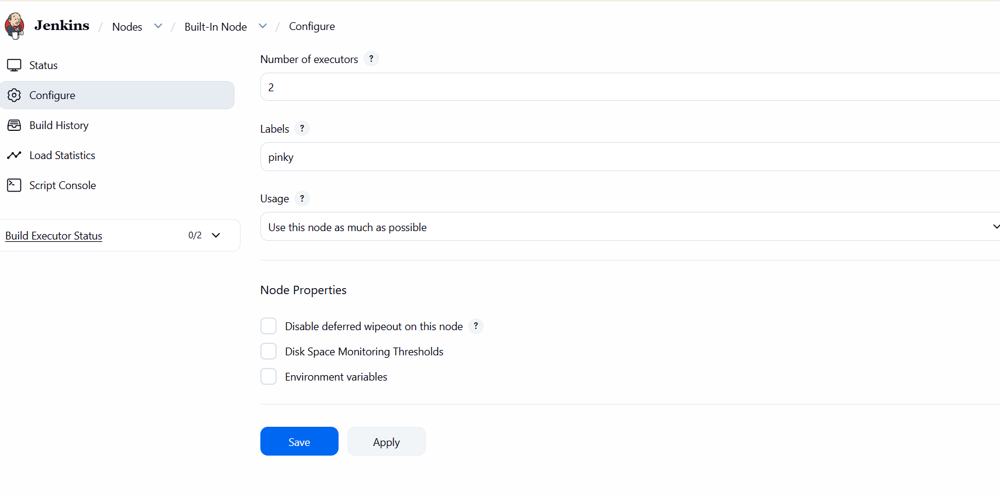 Jenkins / Nodes / Built-In Node / Configure
Status
Configure
Build History
Load Statistics
Script Console
Build Executor Status 0/2
Number of executors ?
2
Labels ?
pinky
Usage ?
Use this node as much as possible
Node Properties
Disable deferred wipeout on this node ?
Disk Space Monitoring Thresholds
Environment variables
Save Apply